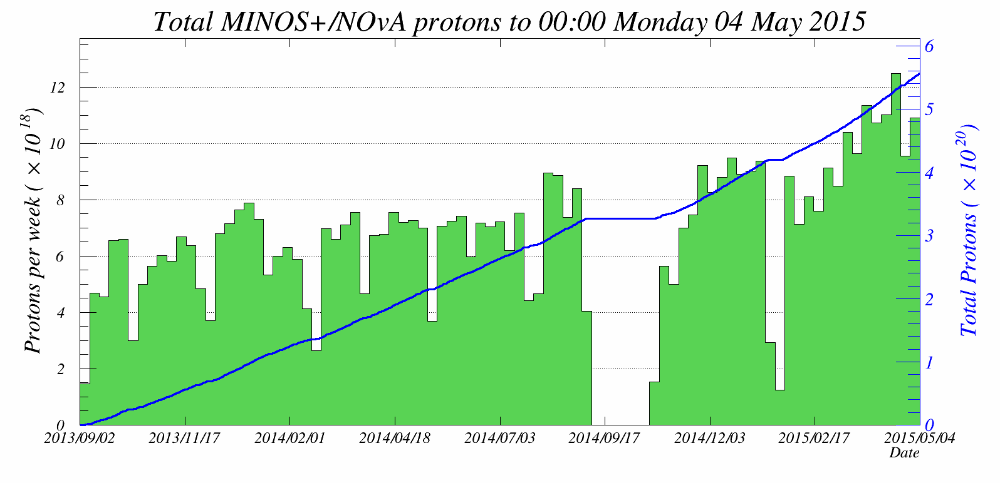 Total MINOS+/NOvA protons to 00:00 Monday 04 May 2015
Protons per week ( × 10^18 )
12
10
8
6
4
2
0
6
5
4
3
2
1
0
Total Protons ( × 10^20 )
2013/09/02 2013/11/17 2014/02/01 2014/04/18 2014/07/03 2014/09/17 2014/12/03 2015/02/17 2015/05/04
Date